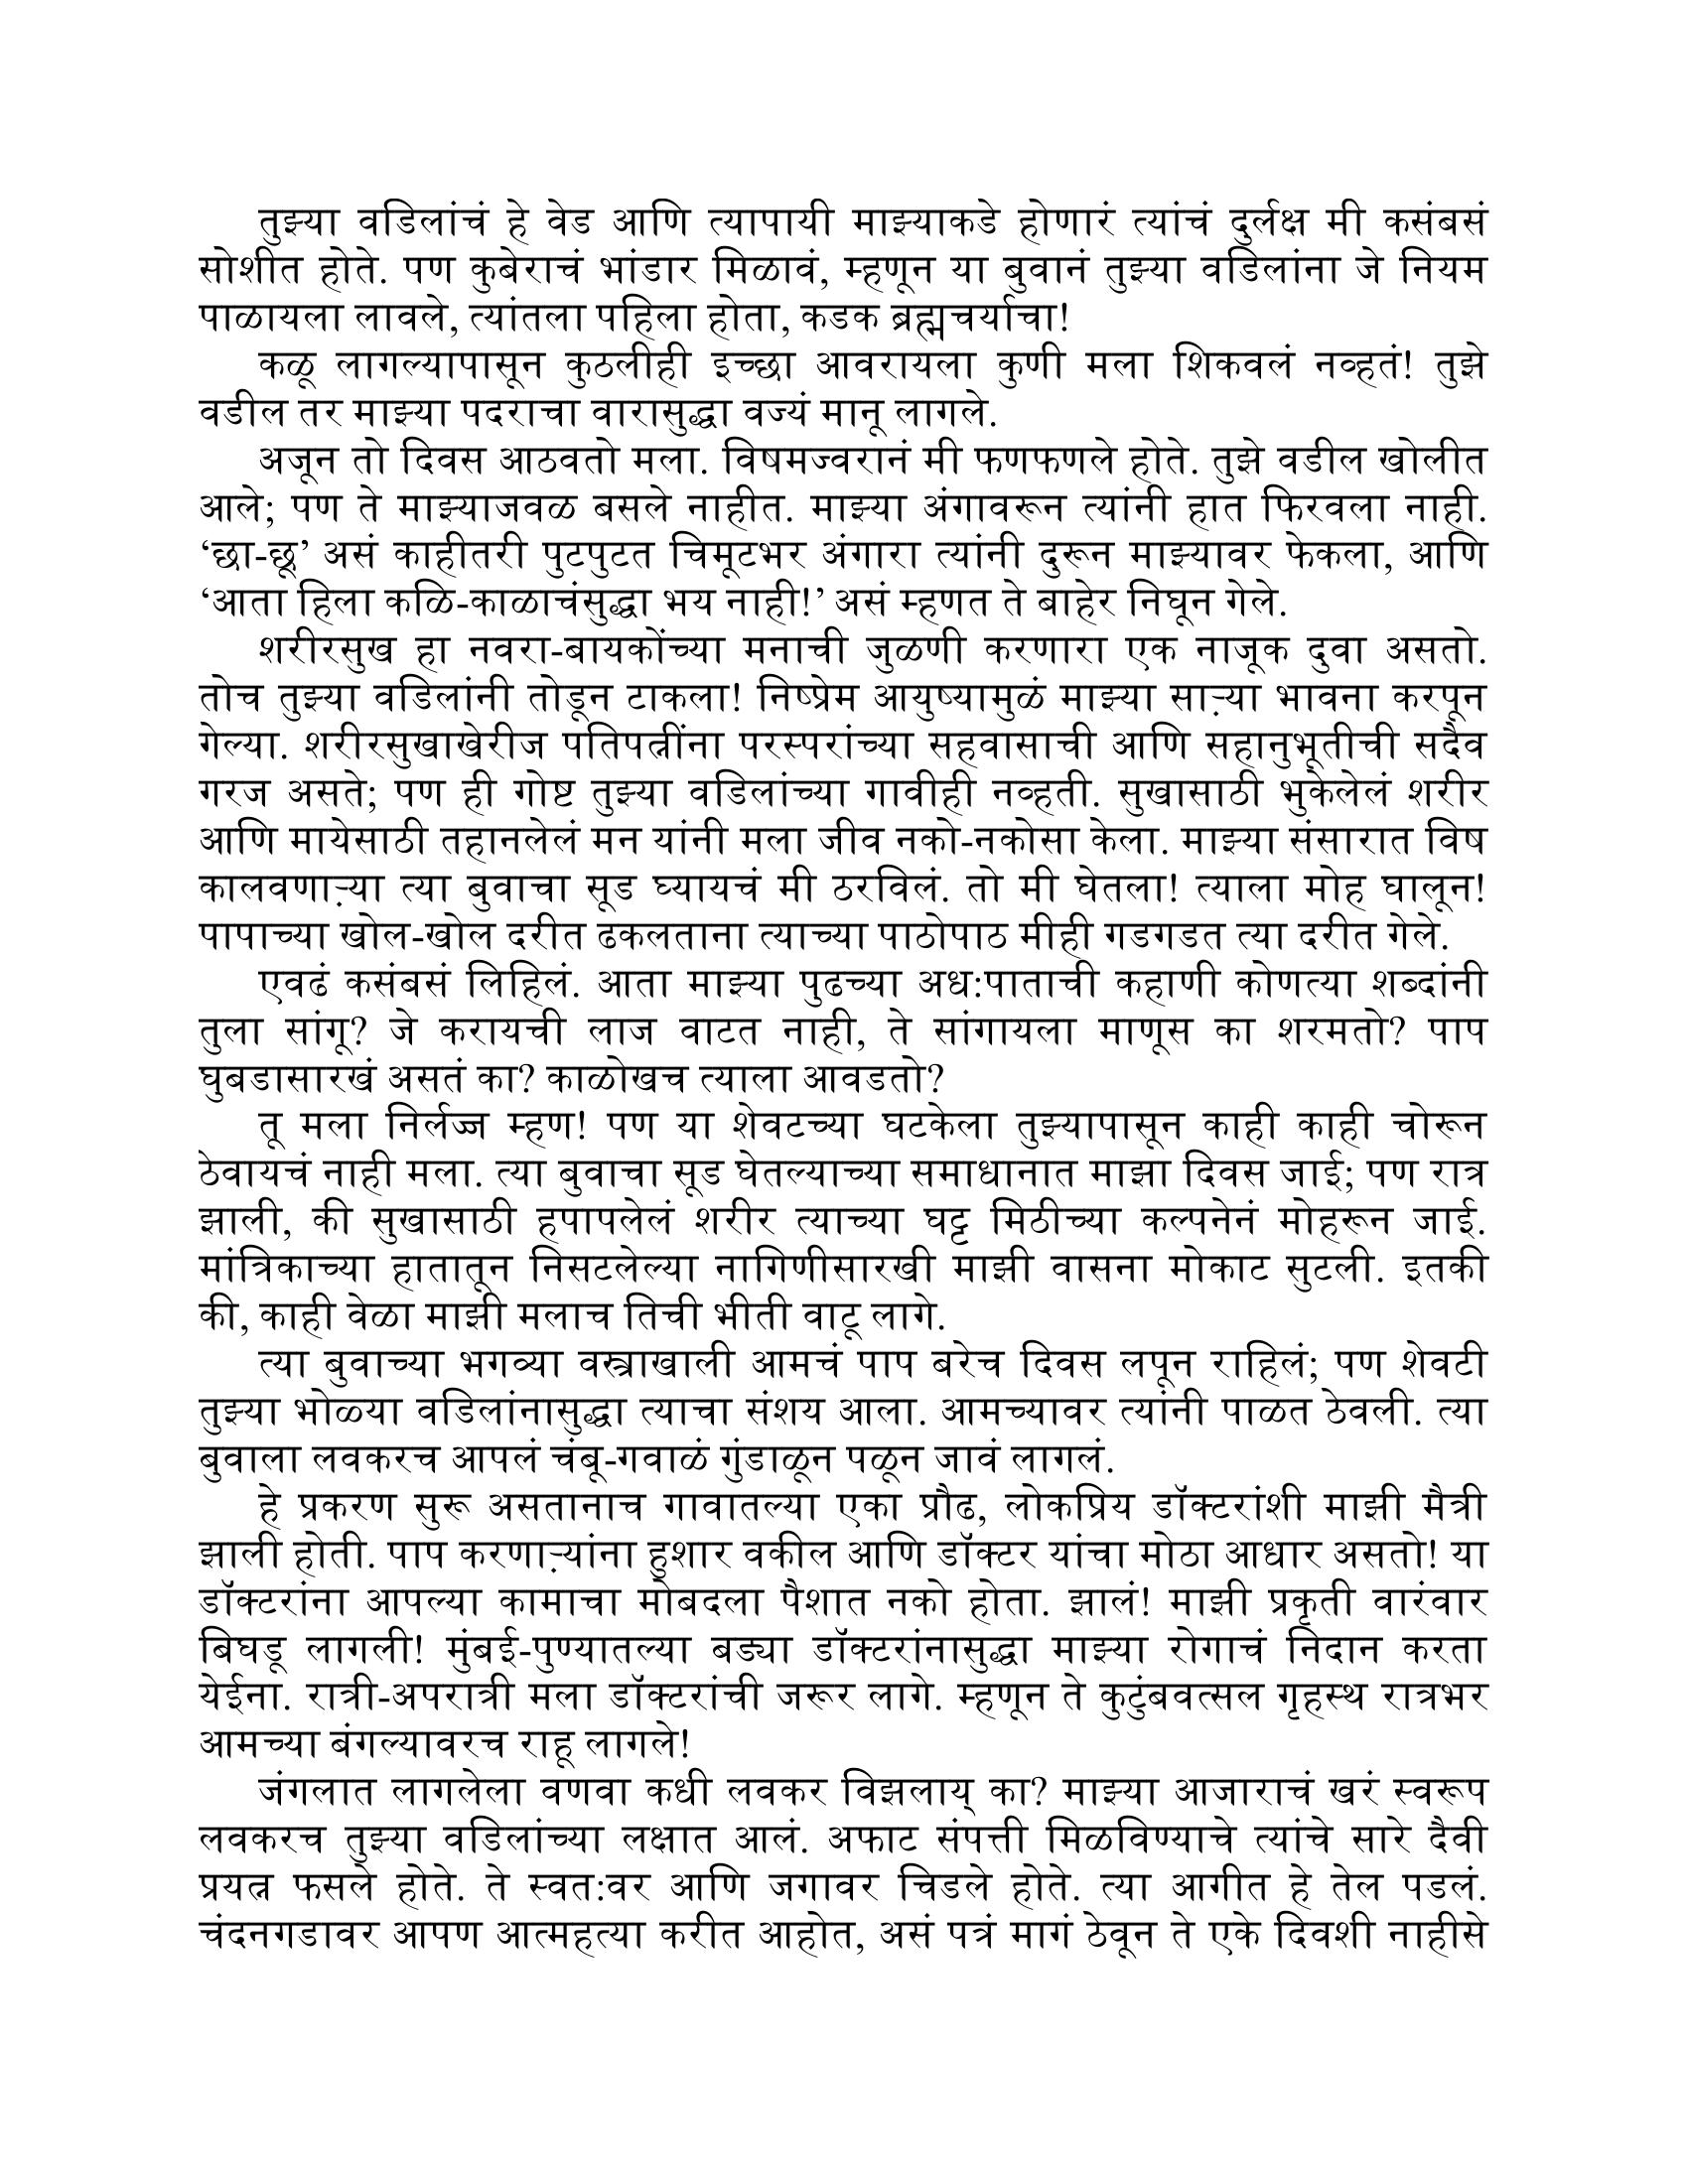 तुझ्या वडिलांचं हे वेड आणि त्यापायी माझ्याकडे होणारं त्यांचं दुर्लक्ष मी कसंबसं
सोशीत होते. पण कुबेराचं भांडार मिळावं, म्हणून या बुवानं तुझ्या वडिलांना जे नियम
पाळायला लावले, त्यांतला पहिला होता, कडक ब्रह्मचर्याचा!
कळू लागल्यापासून कुठलीही इच्छा आवरायला कुणी मला शिकवलं नव्हतं! तुझे
वडील तर माझ्या पदराचा वारासुद्धा वज्यं मानू लागले.
अजून तो दिवस आठवतो मला. विषमज्वरानं मी फणफणले होते. तुझे वडील खोलीत
आले; पण ते माझ्याजवळ बसले नाहीत. माझ्या अंगावरून त्यांनी हात फिरवला नाही.
‘छा-छू’ असं काहीतरी पुटपुटत चिमूटभर अंगारा त्यांनी दुरून माझ्यावर फेकला, आणि
‘आता हिला कळि-काळाचंसुद्धा भय नाही!’ असं म्हणत ते बाहेर निघून गेले.
शरीरसुख हा नवरा-बायकोंच्या मनाची जुळणी करणारा एक नाजूक दुवा असतो.
तोच तुझ्या वडिलांनी तोडून टाकला! निष्प्रेम आयुष्यामुळं माझ्या साऱ्या भावना करपून
गेल्या. शरीरसुखाखेरीज पतिपत्नींना परस्परांच्या सहवासाची आणि सहानुभूतीची सदैव
गरज असते; पण ही गोष्ट तुझ्या वडिलांच्या गावीही नव्हती. सुखासाठी भुकेलेलं शरीर
आणि मायेसाठी तहानलेलं मन यांनी मला जीव नको-नकोसा केला. माझ्या संसारात विष
कालवणाऱ्या त्या बुवाचा सूड घ्यायचं मी ठरविलं. तो मी घेतला! त्याला मोह घालून!
पापाच्या खोल-खोल दरीत ढकलताना त्याच्या पाठोपाठ मीही गडगडत त्या दरीत गेले.
एवढं कसंबसं लिहिलं. आता माझ्या पुढच्या अध:पाताची कहाणी कोणत्या शब्दांनी
तुला सांगू? जे करायची लाज वाटत नाही, ते सांगायला माणूस का शरमतो? पाप
घुबडासारखं असतं का? काळोखच त्याला आवडतो?
तू मला निर्लज्ज म्हण! पण या शेवटच्या घटकेला तुझ्यापासून काही काही चोरून
ठेवायचं नाही मला. त्या बुवाचा सूड घेतल्याच्या समाधानात माझा दिवस जाई; पण रात्र
झाली, की सुखासाठी हपापलेलं शरीर त्याच्या घट्ट मिठीच्या कल्पनेनं मोहरून जाई.
मांत्रिकाच्या हातातून निसटलेल्या नागिणीसारखी माझी वासना मोकाट सुटली. इतकी
की, काही वेळा माझी मलाच तिची भीती वाटू लागे.
त्या बुवाच्या भगव्या वस्त्राखाली आमचं पाप बरेच दिवस लपून राहिलं; पण शेवटी
तुझ्या भोळ्या वडिलांनासुद्धा त्याचा संशय आला. आमच्यावर त्यांनी पाळत ठेवली. त्या
बुवाला लवकरच आपलं चंबू-गवाळं गुंडाळून पळून जावं लागलं.
हे प्रकरण सुरू असतानाच गावातल्या एका प्रौढ, लोकप्रिय डॉक्टरांशी माझी मैत्री
झाली होती. पाप करणाऱ्यांना हुशार वकील आणि डॉक्टर यांचा मोठा आधार असतो! या
डॉक्टरांना आपल्या कामाचा मोबदला पैशात नको होता. झालं! माझी प्रकृती वारंवार
बिघडू लागली! मुंबई-पुण्यातल्या बड्या डॉक्टरांनासुद्धा माझ्या रोगाचं निदान करता
येईना. रात्री-अपरात्री मला डॉक्टरांची जरूर लागे. म्हणून ते कुटुंबवत्सल गृहस्थ रात्रभर
आमच्या बंगल्यावरच राहू लागले!
जंगलात लागलेला वणवा कधी लवकर विझलाय् का? माझ्या आजाराचं खरं स्वरूप
लवकरच तुझ्या वडिलांच्या लक्षात आलं. अफाट संपत्ती मिळविण्याचे त्यांचे सारे दैवी
प्रयत्न फसले होते. ते स्वत:वर आणि जगावर चिडले होते. त्या आगीत हे तेल पडलं.
चंदनगडावर आपण आत्महत्या करीत आहोत, असं पत्रं मागं ठेवून ते एके दिवशी नाहीसे